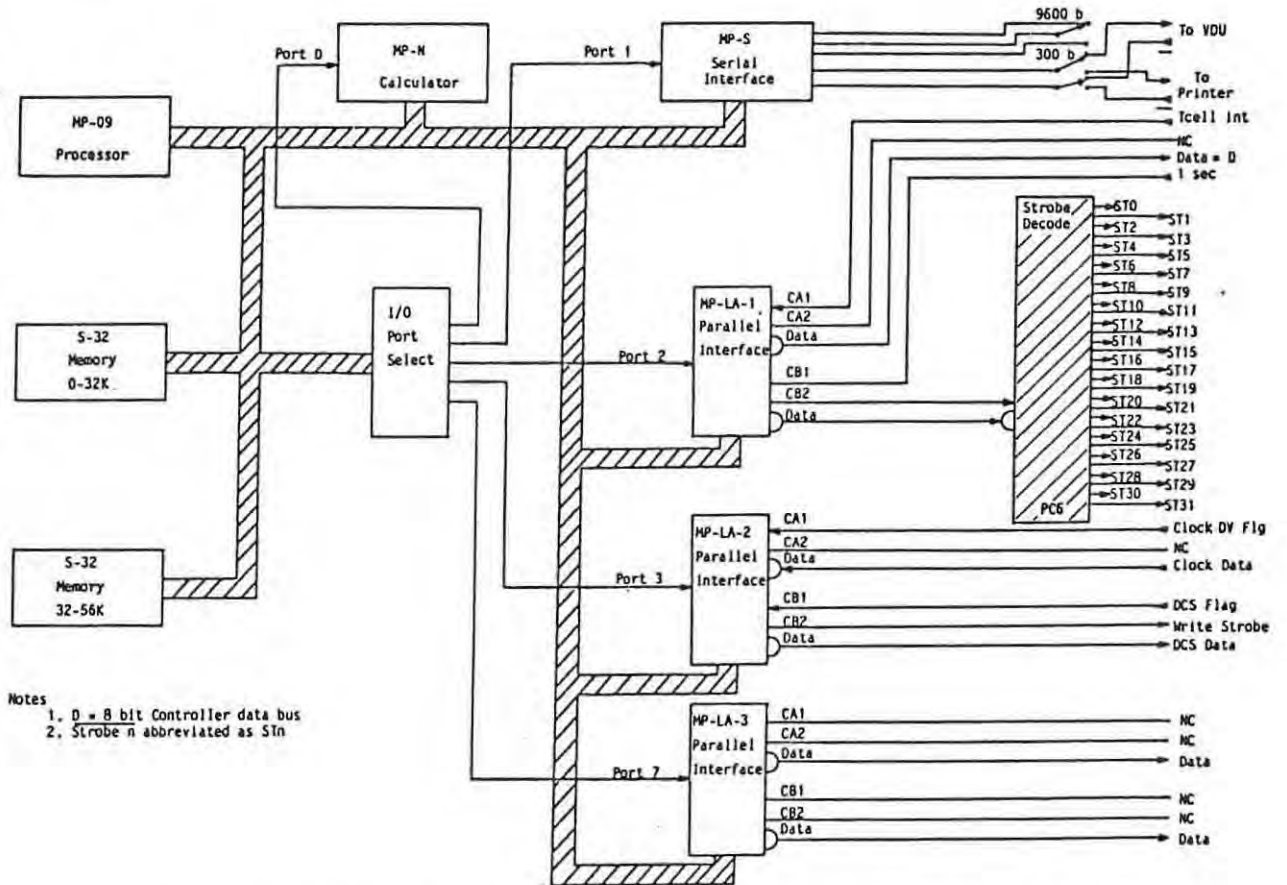 MP-N
Calculator
Port 0
MP-S
Serial
Interface
Port 1
9600 b
300 b
To VDU
To
Printer
Tcell Int
NC
Data = D
1 sec
MP-09
Processor
S-32
Memory
0-32K
I/O
Port
Select
MP-LA-1
Parallel
Interface
Port 2
CA1
CA2
Data
CB1
CB2
Data
Strobe
Decode
PC6
ST0
ST1
ST2
ST3
ST4
ST5
ST6
ST7
ST8
ST9
ST10
ST11
ST12
ST13
ST14
ST15
ST16
ST17
ST18
ST19
ST20
ST21
ST22
ST23
ST24
ST25
ST26
ST27
ST28
ST29
ST30
ST31
S-32
Memory
32-56K
MP-LA-2
Parallel
Interface
Port 3
CA1
CA2
Data
CB1
CB2
Data
Clock DV Flg
NC
Clock Data
DCS Flag
Write Strobe
DCS Data
Notes
1. D = 8 bit Controller data bus
2. Strobe n abbreviated as STn
MP-LA-3
Parallel
Interface
Port 7
CA1
CA2
Data
CB1
CB2
Data
NC
NC
Data
NC
NC
Data